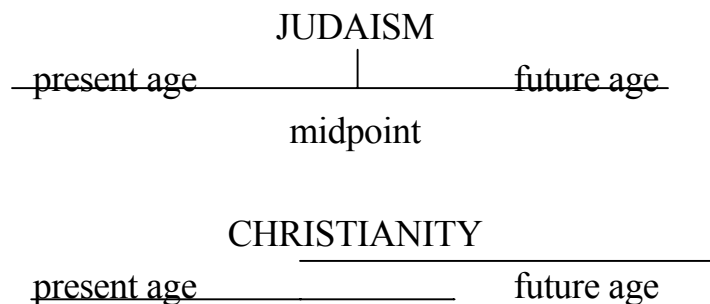 JUDAISM
present age future age
midpoint
CHRISTIANITY
present age future age